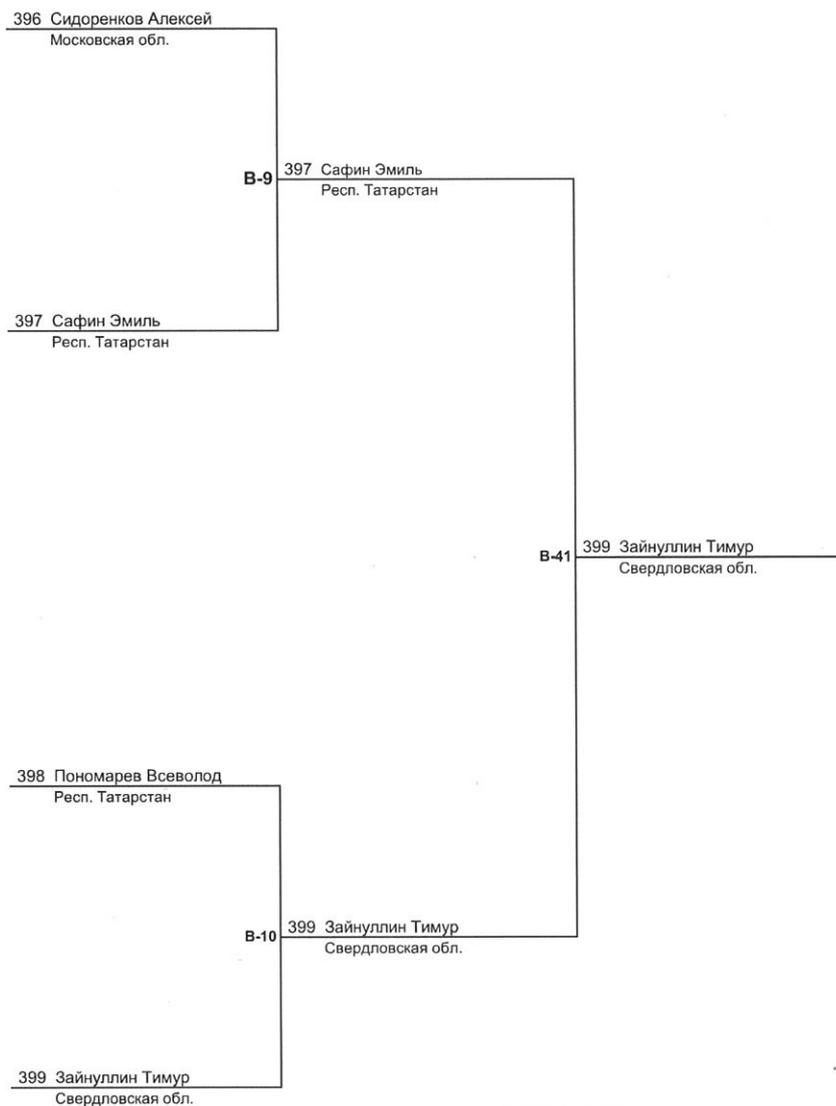 396 Сидоренков Алексей
Московская обл.
B-9
397 Сафин Эмиль
Респ. Татарстан
397 Сафин Эмиль
Респ. Татарстан
B-41
399 Зайнуллин Тимур
Свердловская обл.
398 Пономарев Всеволод
Респ. Татарстан
B-10
399 Зайнуллин Тимур
Свердловская обл.
399 Зайнуллин Тимур
Свердловская обл.